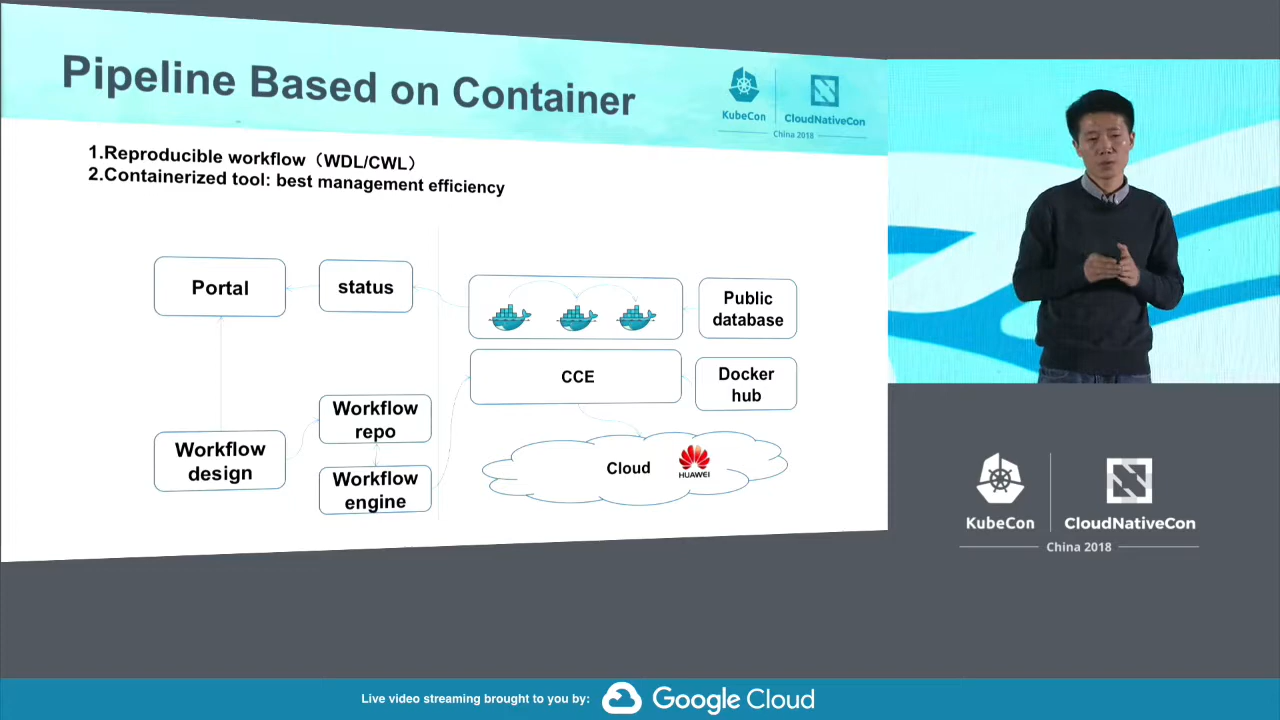 Pipeline Based on Container
KubeCon
CloudNativeCon
China 2018
1.Reproducible workflow（WDL/CWL）
2.Containerized tool: best management efficiency
Portal
status
Public
database
CCE
Docker
hub
Workflow
repo
Workflow
design
Workflow
engine
Cloud
HUAWEI
KubeCon
CloudNativeCon
China 2018
Live video streaming brought to you by:
Google Cloud